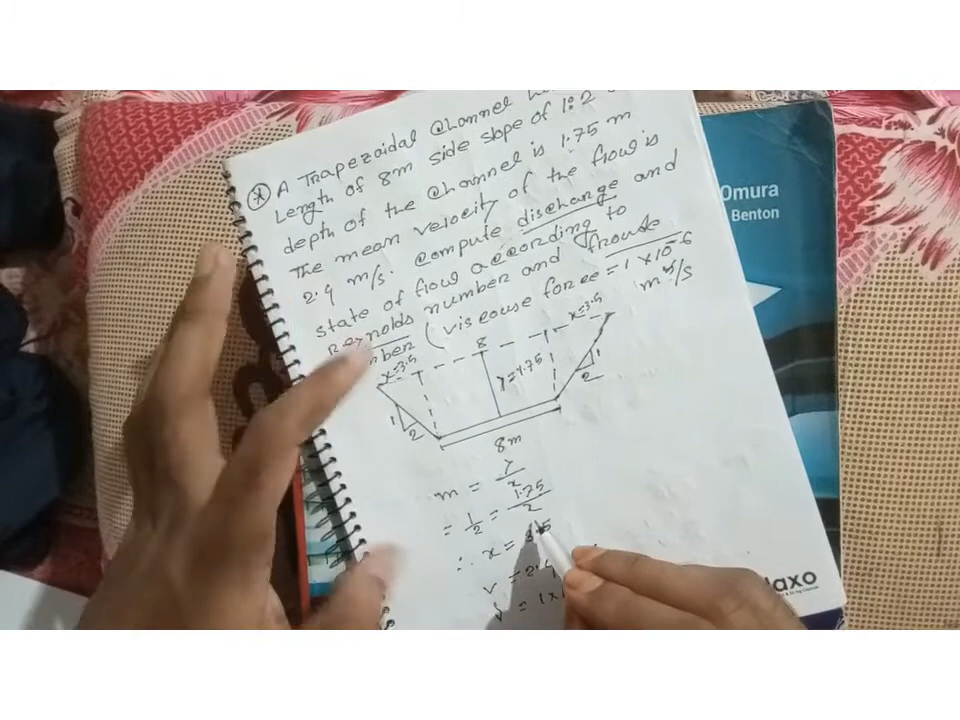 (*) A Trapezoidal channel
Length of 8m side slope of 1:2
depth of the channel is 1.75 m
The mean velocity of the flow is
2.4 m/s. compute discharge and
state of flow according to
Reynolds number and froude
number (viscouse force = 1 x 10^-6
m²/s
x=3.5
8
x=3.5
y=1.75
1
2
1
2
8m
m = y/x
= 1/2 = 1.75/x
∴ x = 3.5
v = 2.4
= 1x
Omura
Benton
laxo